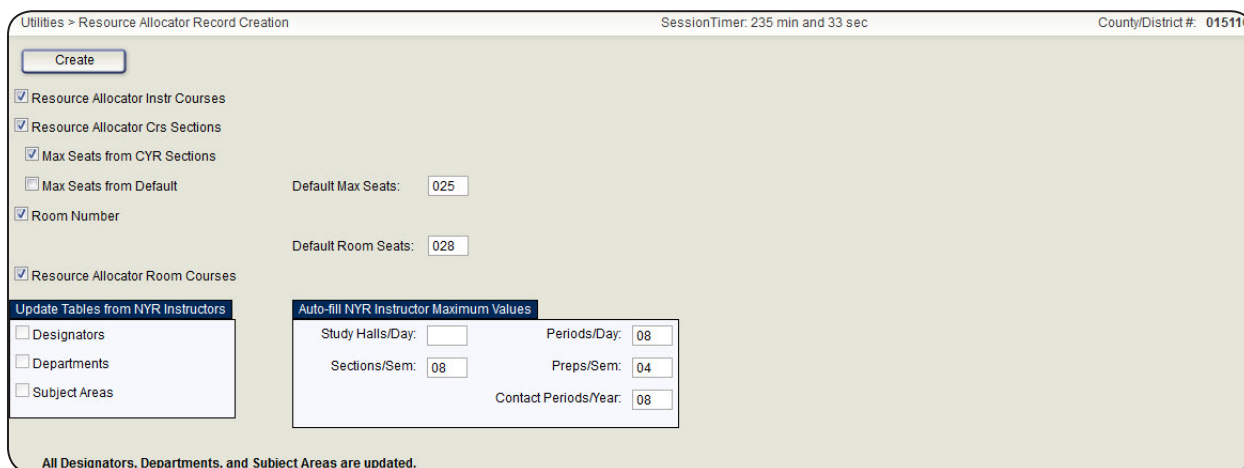 Utilities > Resource Allocator Record Creation SessionTimer: 235 min and 33 sec County/District #: 01511
Create
Resource Allocator Instr Courses
Resource Allocator Crs Sections
Max Seats from CYR Sections
Max Seats from Default Default Max Seats: 025
Room Number
Default Room Seats: 028
Resource Allocator Room Courses
Update Tables from NYR Instructors Auto-fill NYR Instructor Maximum Values
Designators Study Halls/Day: Periods/Day: 08
Departments Sections/Sem: 08 Preps/Sem: 04
Subject Areas Contact Periods/Year: 08
All Designators, Departments, and Subject Areas are updated.